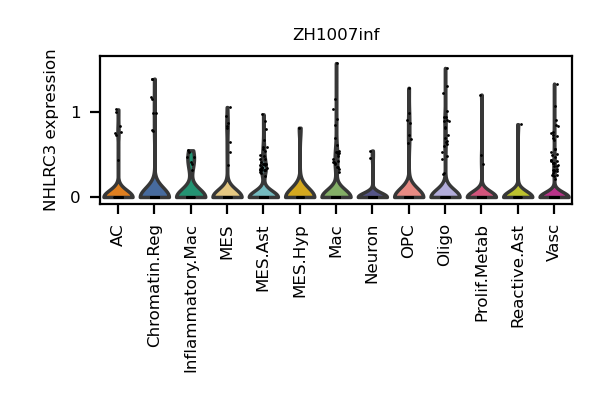 ZH1007inf
NHLRC3 expression
1
0
AC
Chromatin.Reg
Inflammatory.Mac
MES
MES.Ast
MES.Hyp
Mac
Neuron
OPC
Oligo
Prolif.Metab
Reactive.Ast
Vasc